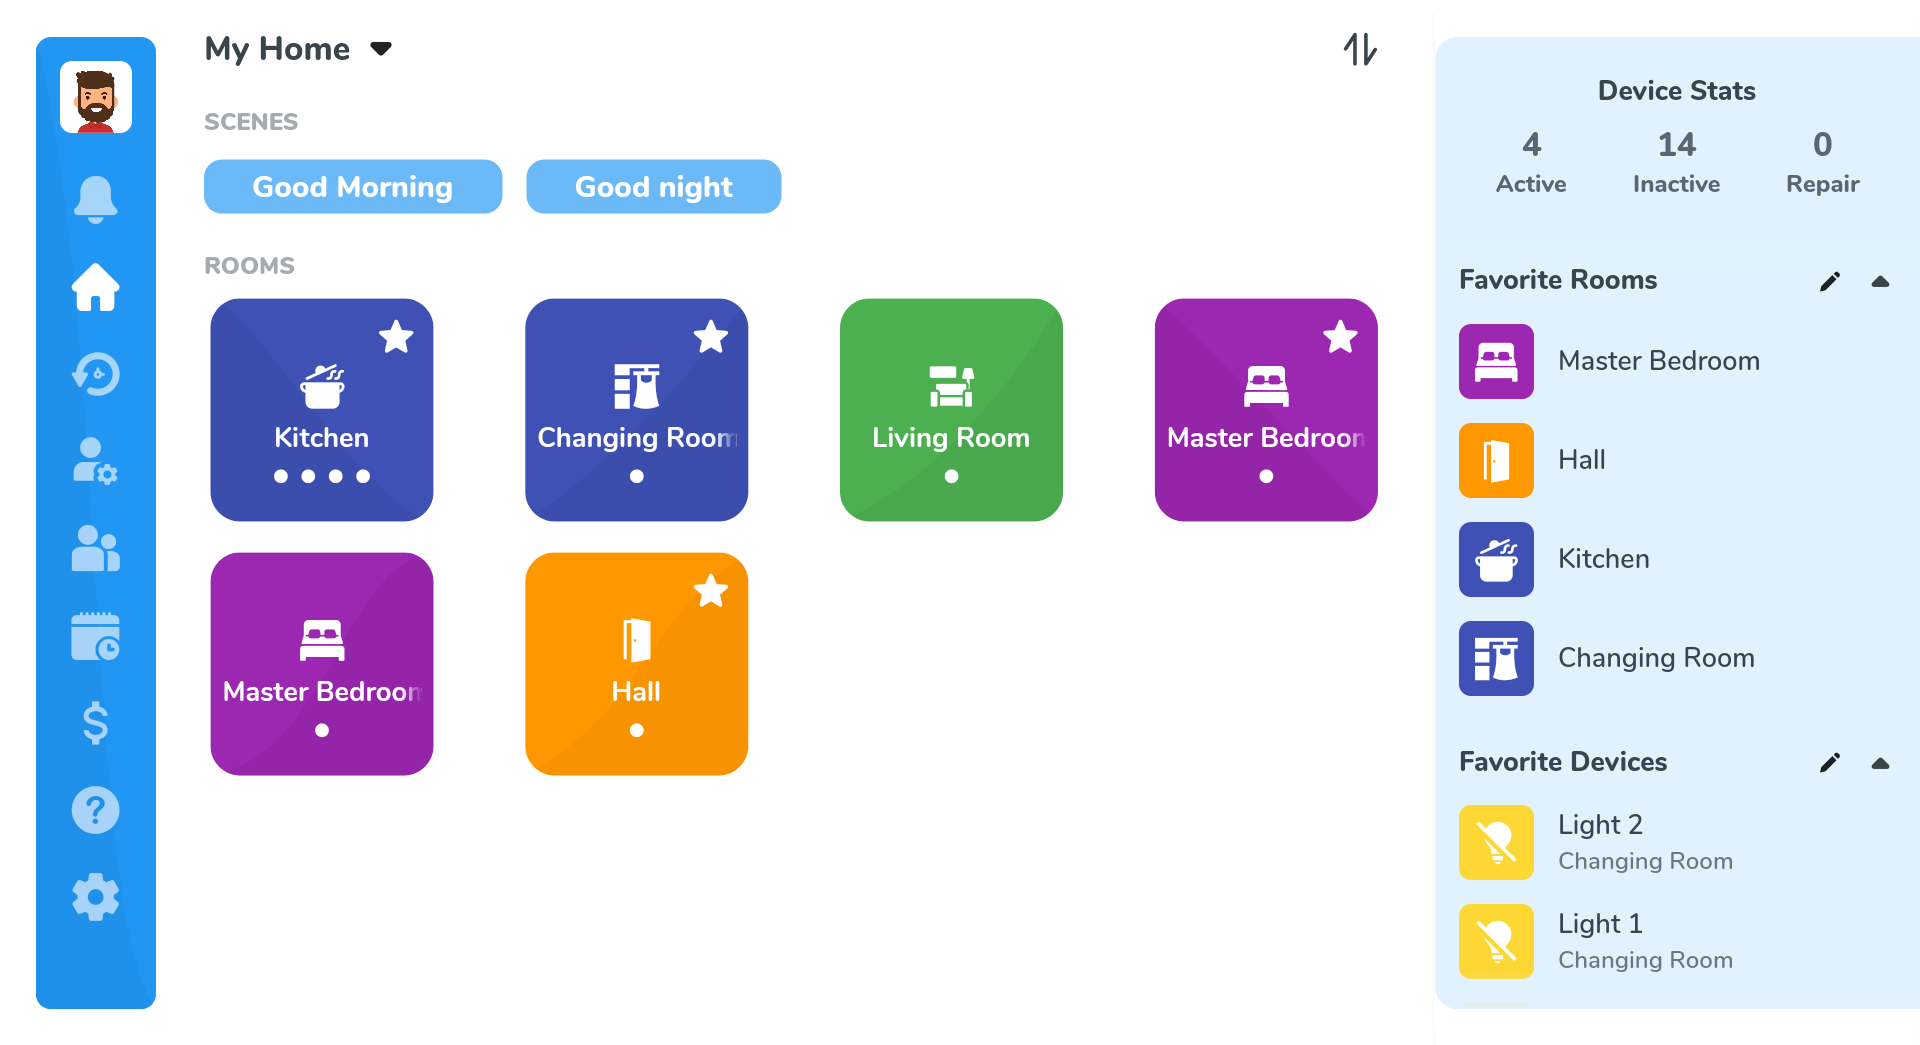 My Home
SCENES
Good Morning
Good night
ROOMS
Kitchen
Changing Room
Living Room
Master Bedroom
Master Bedroom
Hall
Device Stats
4
14
0
Active
Inactive
Repair
Favorite Rooms
Master Bedroom
Hall
Kitchen
Changing Room
Favorite Devices
Light 2
Changing Room
Light 1
Changing Room